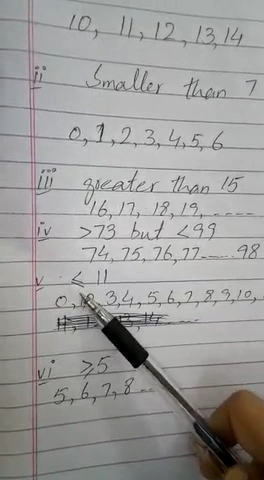 10, 11, 12, 13, 14
ii Smaller than 7
0, 1, 2, 3, 4, 5, 6
iii greater than 15
16, 17, 18, 19, ......
iv >73 but <99
74, 75, 76, 77......98
v ≤ 11
0, 3, 4, 5, 6, 7, 8, 9, 10,
vi ≥5
5, 6, 7, 8...